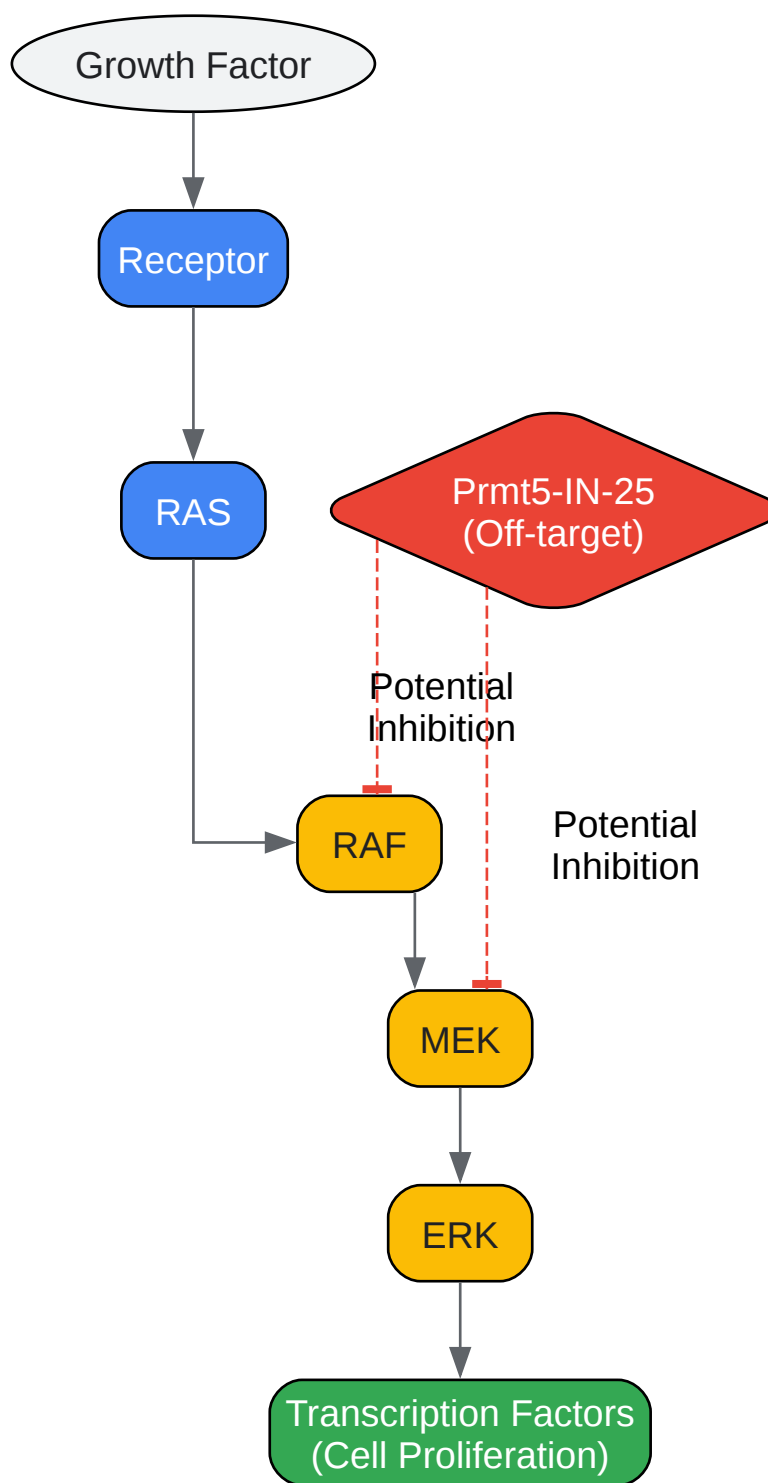 Growth Factor
Receptor
RAS
Prmt5-IN-25
(Off-target)
Potential
Inhibition
RAF
Potential
Inhibition
MEK
ERK
Transcription Factors
(Cell Proliferation)